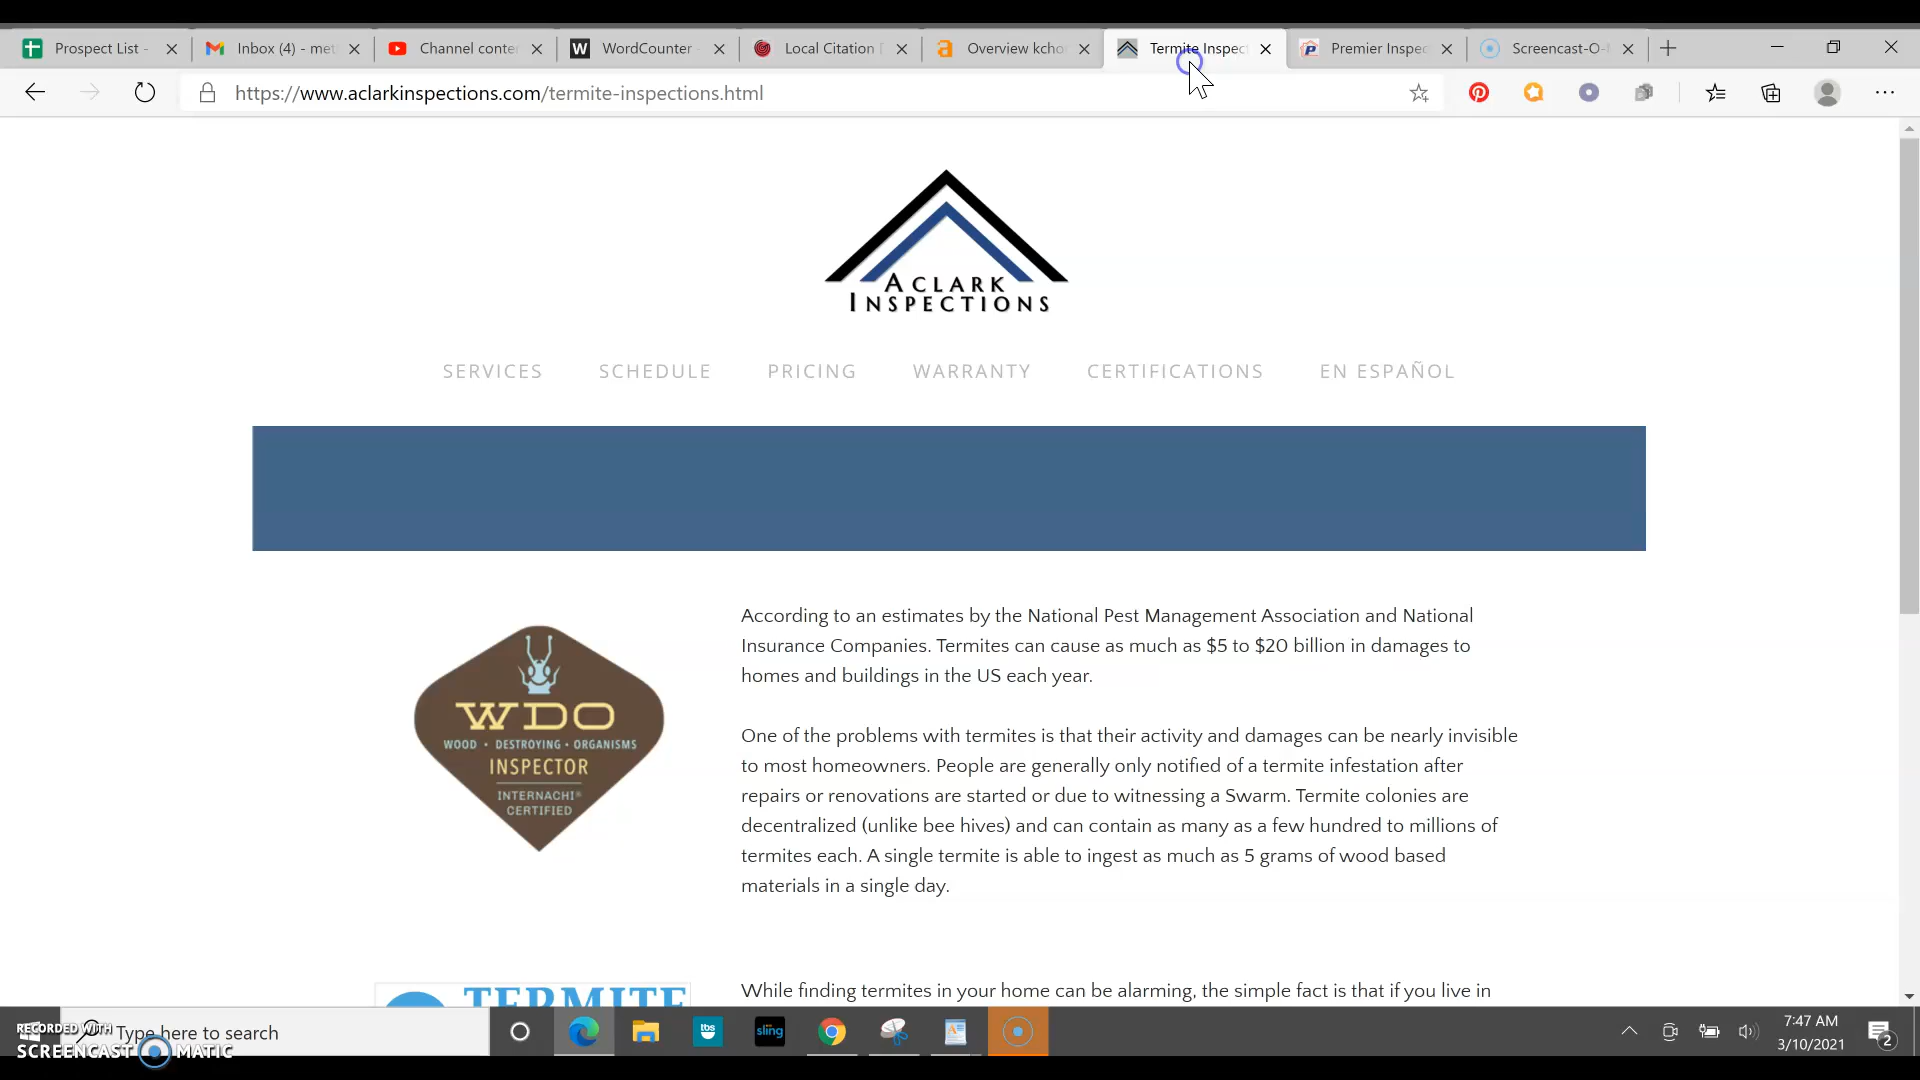 Prospect List -
Inbox (4) - me
Channel conte
WordCounter -
Local Citation
Overview kcho
Termite Inspect
Premier Inspec
Screencast-O-
https://www.aclarkinspections.com/termite-inspections.html
ACLARK
INSPECTIONS
SERVICES SCHEDULE PRICING WARRANTY CERTIFICATIONS EN ESPAÑOL
WDO
WOOD • DESTROYING • ORGANISMS
INSPECTOR
INTERNACHI®
CERTIFIED
According to an estimates by the National Pest Management Association and National
Insurance Companies. Termites can cause as much as $5 to $20 billion in damages to
homes and buildings in the US each year.
One of the problems with termites is that their activity and damages can be nearly invisible
to most homeowners. People are generally only notified of a termite infestation after
repairs or renovations are started or due to witnessing a Swarm. Termite colonies are
decentralized (unlike bee hives) and can contain as many as a few hundred to millions of
termites each. A single termite is able to ingest as much as 5 grams of wood based
materials in a single day.
TERMITE
While finding termites in your home can be alarming, the simple fact is that if you live in
Type here to search
tbs
sling
7:47 AM
3/10/2021
2
RECORDED WITH
SCREENCAST MATIC